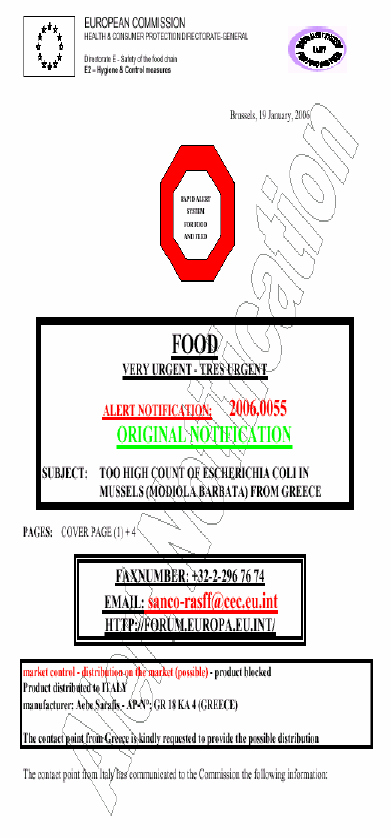 EUROPEAN COMMISSION
HEALTH & CONSUMER PROTECTION DIRECTORATE-GENERAL
Directorate E - Safety of the food chain
E2 – Hygiene & Control measures
Brussels, 19 January, 2006
RAPID ALERT
SYSTEM
FOR FOOD
AND FEED
FOOD
VERY URGENT - TRES URGENT
ALERT NOTIFICATION: 2006.0055
ORIGINAL NOTIFICATION
SUBJECT: TOO HIGH COUNT OF ESCHERICHIA COLI IN
MUSSELS (MODIOLA BARBATA) FROM GREECE
PAGES: COVER PAGE (1) + 4
FAXNUMBER: +32-2-296 76 74
EMAIL: sanco-rasff@cec.eu.int
HTTP://FORUM.EUROPA.EU.INT/
market control - distribution on the market (possible) - product blocked
Product distributed to ITALY
manufacturer: Aebe Sarafis - AP-N°: GR 18 KA 4 (GREECE)
The contact point from Greece is kindly requested to provide the possible distribution
The contact point from Italy has communicated to the Commission the following information:
Alert Notification